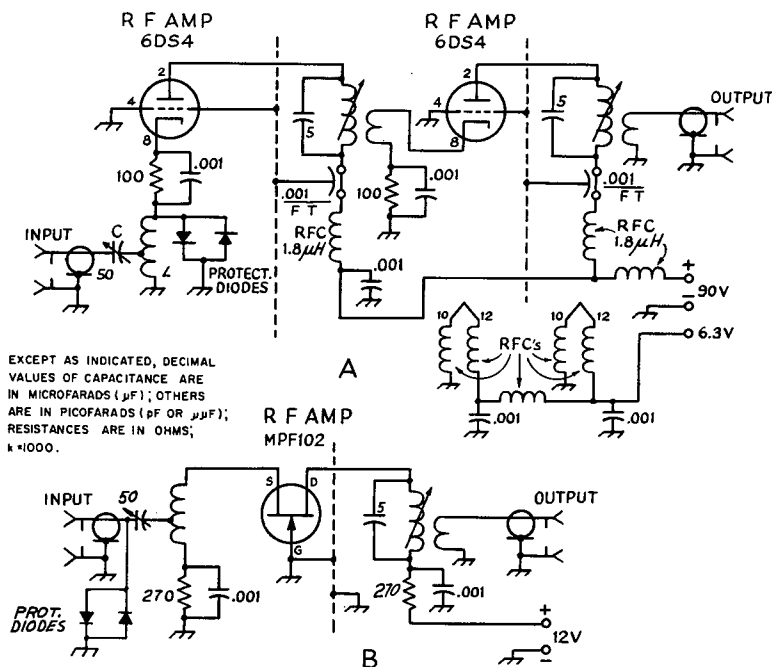 R F AMP
6DS4
R F AMP
6DS4
2
4
8
5
100
.001
.001
FT
RFC
1.8µH
.001
INPUT
C
50
L
PROTECT.
DIODES
2
4
8
100
.001
5
OUTPUT
.001
FT
RFC
1.8µH
+
90V
−
6.3V
10
12
RFC's
10
12
.001
.001
A
EXCEPT AS INDICATED, DECIMAL
VALUES OF CAPACITANCE ARE
IN MICROFARADS (µF); OTHERS
ARE IN PICOFARADS (pF OR µµF);
RESISTANCES ARE IN OHMS;
k=1000.
R F AMP
MPF102
INPUT
50
S
D
G
5
OUTPUT
270
.001
270
.001
PROT.
DIODES
+
12V
−
B